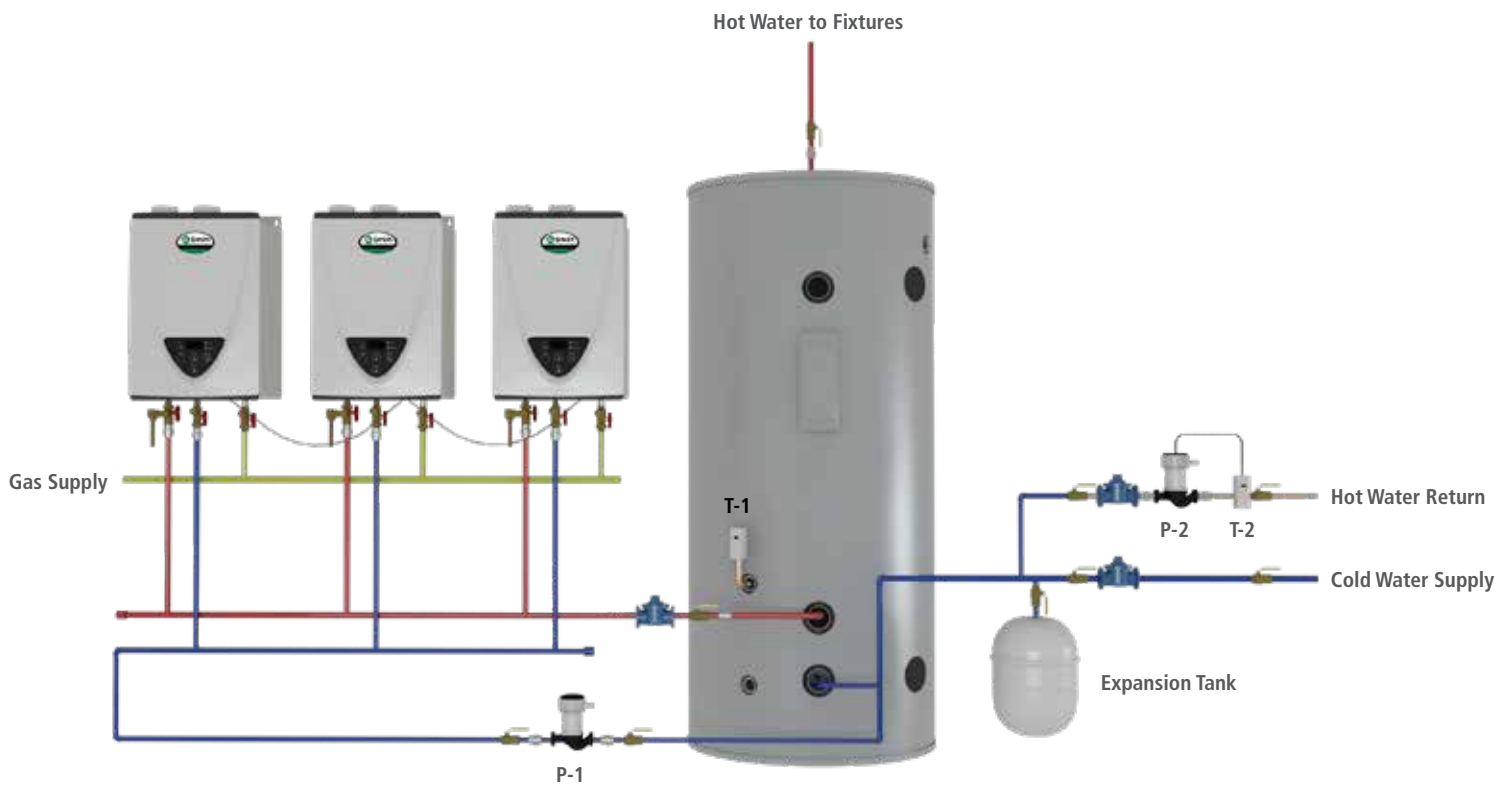 Hot Water to Fixtures
Gas Supply
T-1
Hot Water Return
P-2
T-2
Cold Water Supply
Expansion Tank
P-1